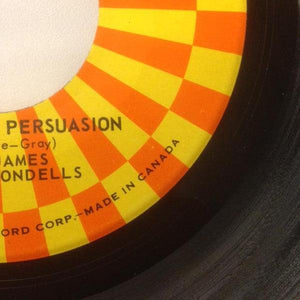 PERSUASION
e—Gray)
JAMES
ONDELLS
ORD CORP.—MADE IN CANADA